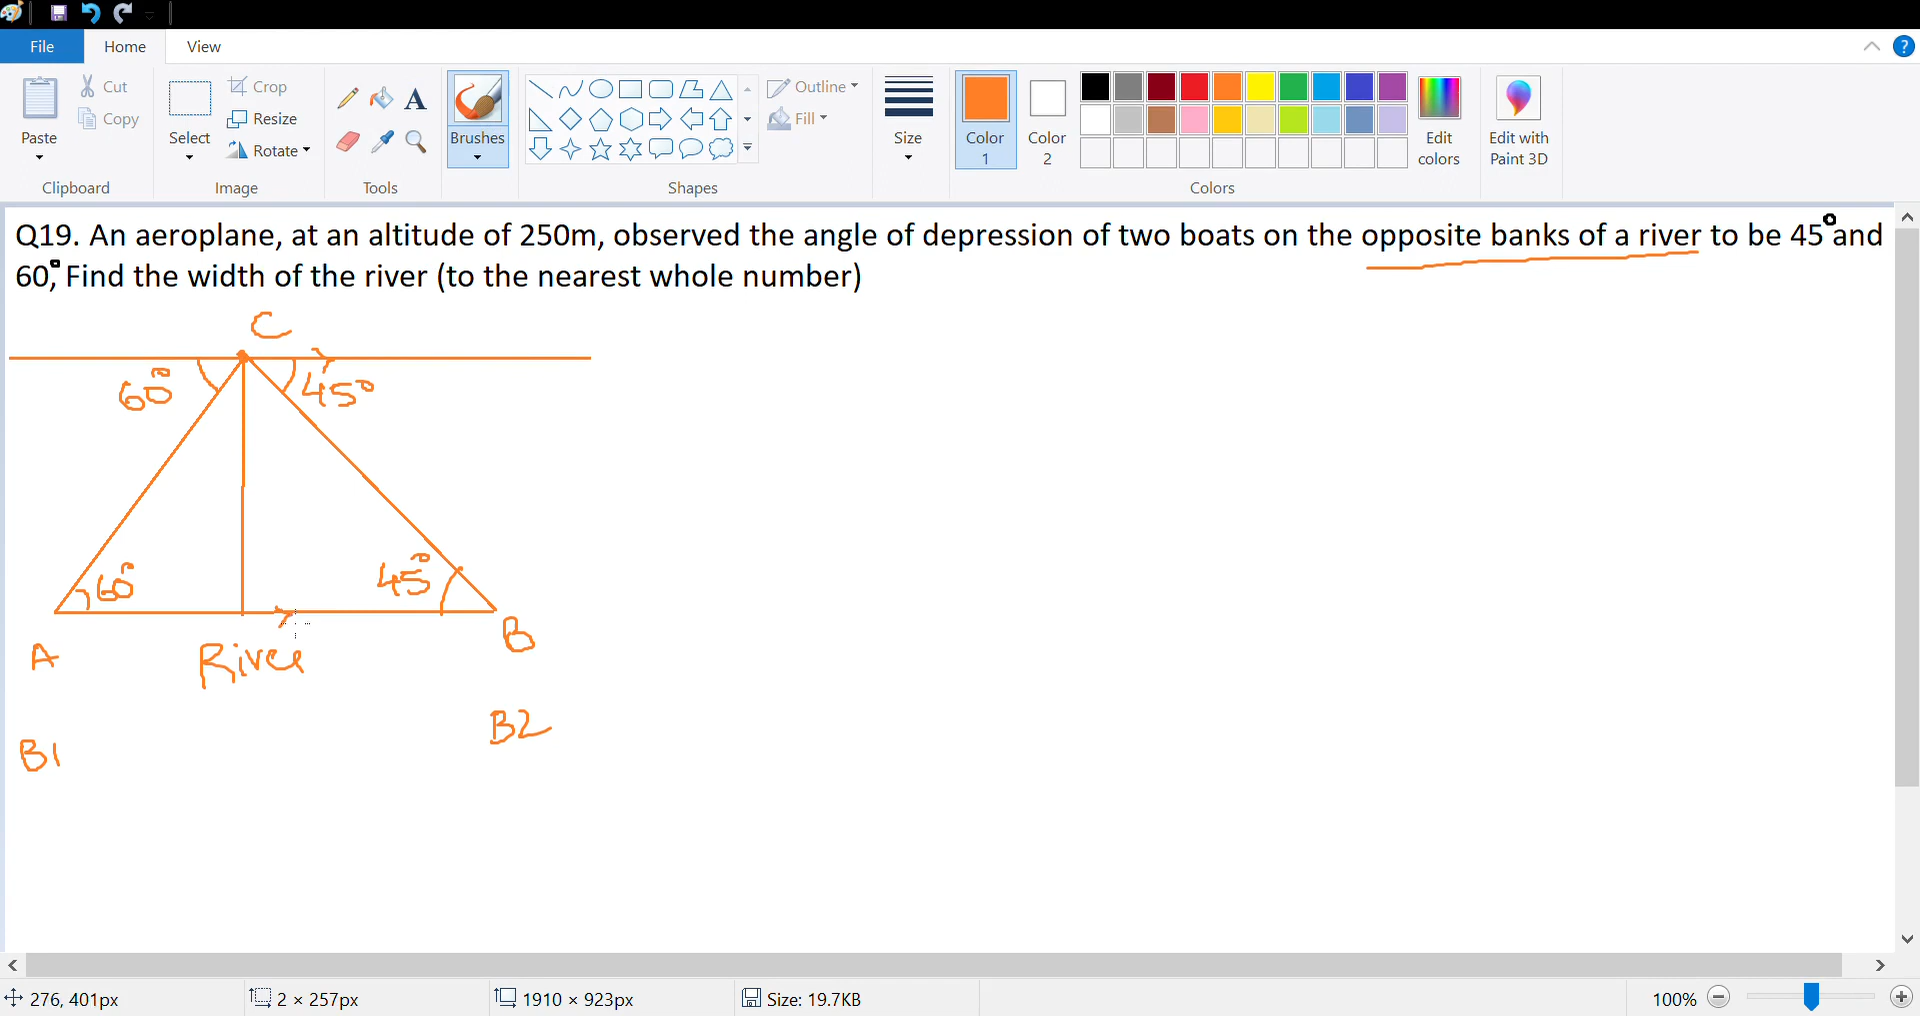 File Home View
Cut
Copy
Paste
Clipboard
Crop
Resize
Rotate
Select
Image
Tools
Brushes
Outline
Fill
Shapes
Size
Color 1
Color 2
Edit colors
Colors
Edit with Paint 3D
?
Q19. An aeroplane, at an altitude of 250m, observed the angle of depression of two boats on the opposite banks of a river to be 45° and
60°, Find the width of the river (to the nearest whole number)
C
60° 45°
60° 45°
A River B
B1 B2
276, 401px 2 × 257px 1910 × 923px Size: 19.7KB 100%